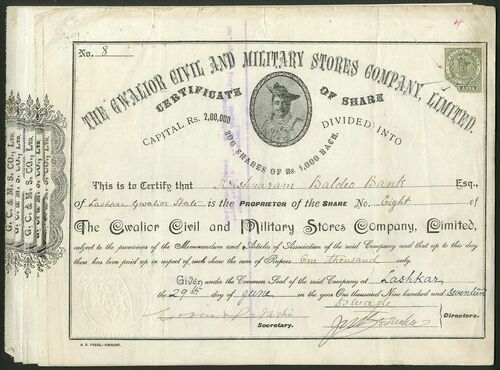 No. 8
THE GWALIOR CIVIL AND MILITARY STORES COMPANY, LIMITED.
CERTIFICATE OF SHARE
CAPITAL Rs. 2,00,000 DIVIDED INTO
200 SHARES OF Rs 1,000 EACH.
This is to Certify that Krishnaram Baldeo Bank Esq.,
of Lashkar, Gwalior State is the PROPRIETOR OF THE SHARE No. Eight of
The Gwalior Civil and Military Stores Company, Limited,
subject to the provisions of the Memorandum and Articles of Association of the said Company and that up to this day
there has been paid up in respect of such share the sum of Rupees One thousand only
Given under the Common Seal of the said Company at Lashkar
the 29th day of June in the year One thousand Nine hundred and seventeen
Secretary.
Directors.
G. C. & M. S. CO., LD.
G. C. & M. S. CO., LD.